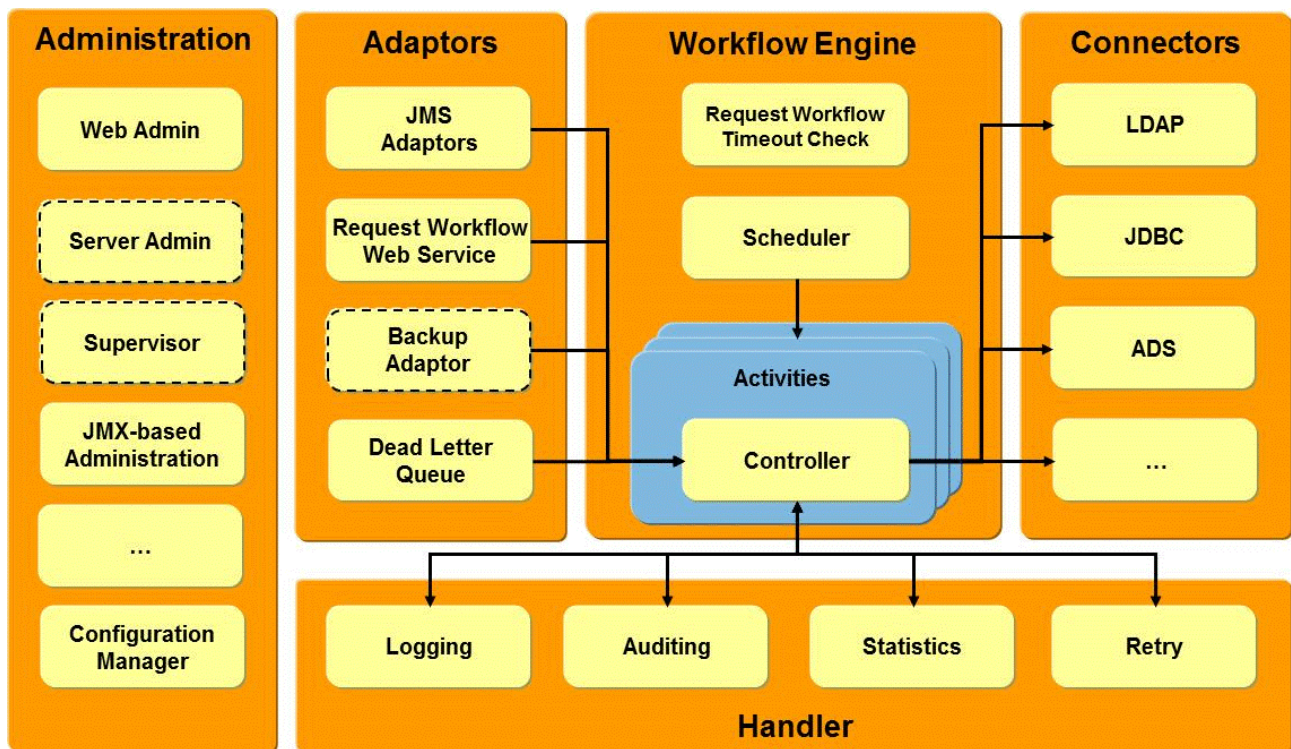 Administration
Web Admin
Server Admin
Supervisor
JMX-based
Administration
...
Configuration
Manager
Adaptors
JMS
Adaptors
Request Workflow
Web Service
Backup
Adaptor
Dead Letter
Queue
Workflow Engine
Request Workflow
Timeout Check
Scheduler
Activities
Controller
Connectors
LDAP
JDBC
ADS
...
Logging
Auditing
Statistics
Retry
Handler